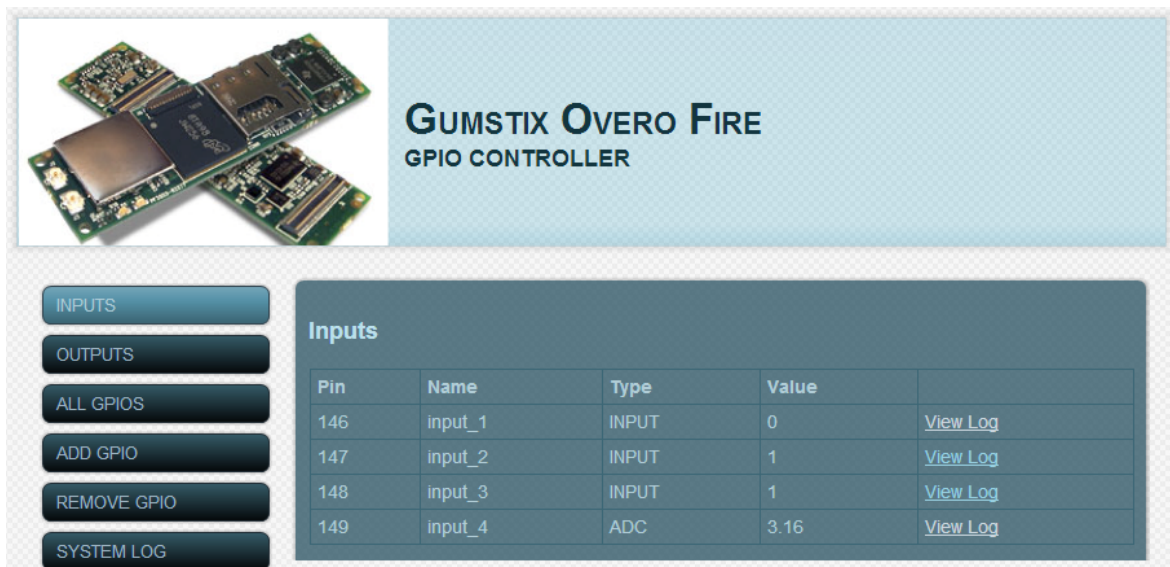 GUMSTIX OVERO FIRE
GPIO CONTROLLER
INPUTS
OUTPUTS
ALL GPIOS
ADD GPIO
REMOVE GPIO
SYSTEM LOG
Inputs
Pin Name Type Value
146 input_1 INPUT 0 View Log
147 input_2 INPUT 1 View Log
148 input_3 INPUT 1 View Log
149 input_4 ADC 3.16 View Log